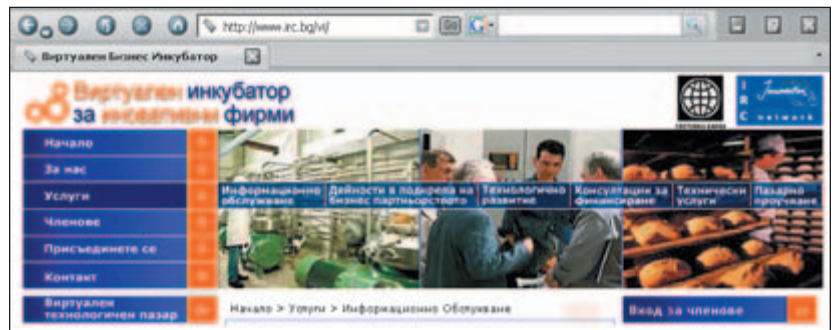 http://www.irc.bg/vi/
Go
G
Виртуален Бизнес Инкубатор
Виртуален инкубатор
за иновативни фирми
СВЕТОВНА БАНКА
IRC
Innovation
network
Начало
За нас
Услуги
Членове
Присъединете се
Контакт
Виртуален
технологичен пазар
Информационно
обслужване
Дейности в подкрепа на
бизнес партньорството
Технологично
развитие
Консултации за
финансиране
Технически
услуги
Пазарно
проучване
Начало > Услуги > Информационно Обслужване
Вход за членове